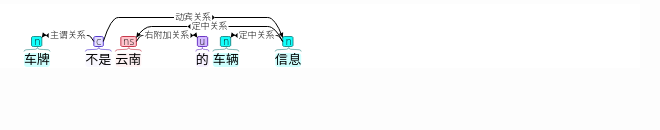 动宾关系
定中关系
主谓关系 右附加关系 定中关系
n c ns u n n
车牌 不是 云南 的 车辆 信息